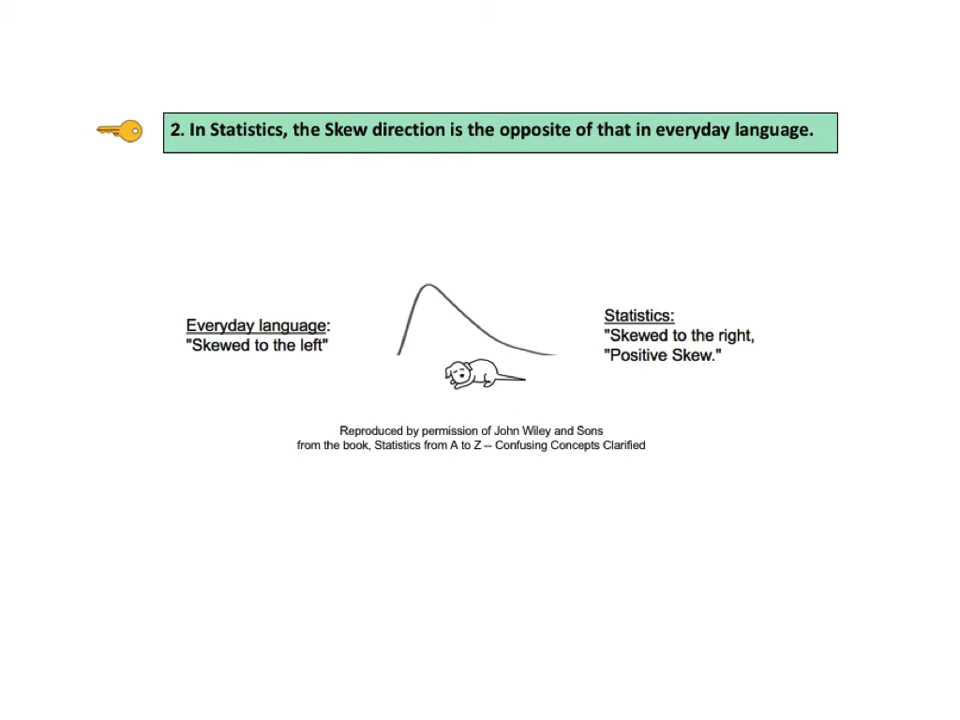 2. In Statistics, the Skew direction is the opposite of that in everyday language.
Everyday language:
"Skewed to the left"
Statistics:
"Skewed to the right,
"Positive Skew."
Reproduced by permission of John Wiley and Sons
from the book, Statistics from A to Z -- Confusing Concepts Clarified